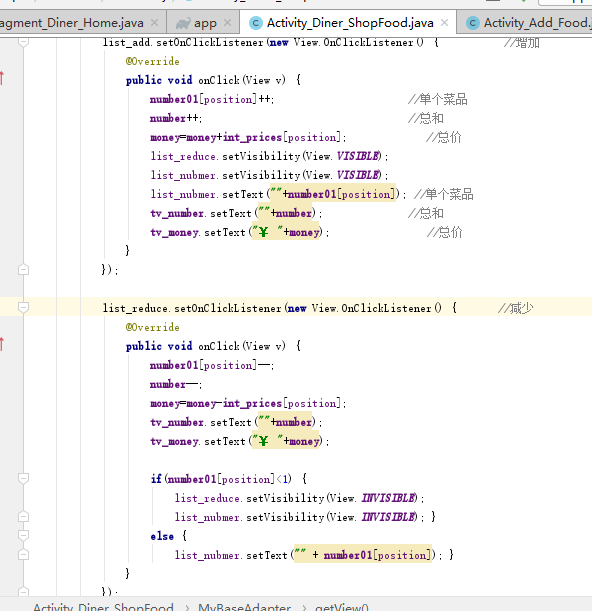 agment_Diner_Home.java × app × Activity_Diner_ShopFood.java × Activity_Add_Food.j
list_add.setOnClickListener(new View.OnClickListener() { //增加
@Override
public void onClick(View v) {
number01[position]++; //单个菜品
number++; //总和
money=money+int_prices[position]; //总价
list_reduce.setVisibility(View.VISIBLE);
list_nubmer.setVisibility(View.VISIBLE);
list_nubmer.setText(""+number01[position]); //单个菜品
tv_number.setText(""+number); //总和
tv_money.setText("¥ "+money); //总价
}
});
list_reduce.setOnClickListener(new View.OnClickListener() { //减少
@Override
public void onClick(View v) {
number01[position]--;
number--;
money=money-int_prices[position];
tv_number.setText(""+number);
tv_money.setText("¥ "+money);
if(number01[position]<1) {
list_reduce.setVisibility(View.INVISIBLE);
list_nubmer.setVisibility(View.INVISIBLE); }
else {
list_nubmer.setText("" + number01[position]); }
}
});
Activity_Diner_ShopFood › MyBaseAdapter › getView()